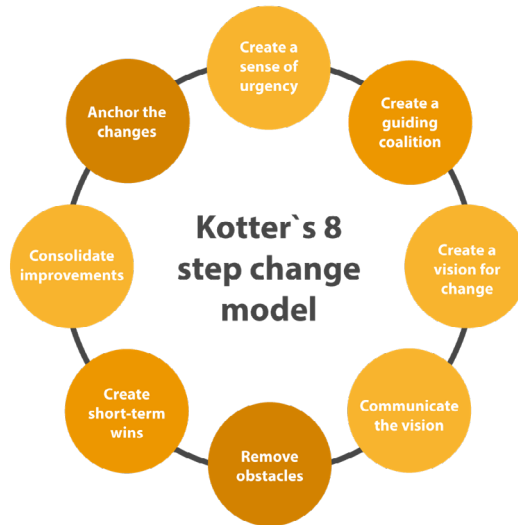 Kotter`s 8
step change
model
Create a
sense of
urgency
Create a
guiding
coalition
Create a
vision for
change
Communicate
the vision
Remove
obstacles
Create
short-term
wins
Consolidate
improvements
Anchor the
changes